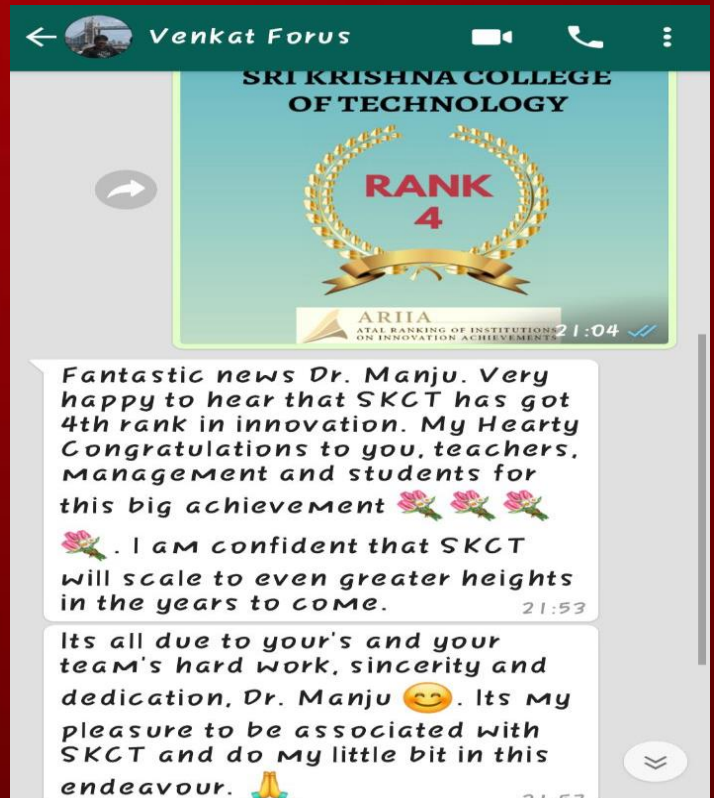 Venkat Forus
SRI KRISHNA COLLEGE
OF TECHNOLOGY
RANK
4
ARIIA
ATAL RANKING OF INSTITUTIONS
ON INNOVATION ACHIEVEMENTS
21:04
Fantastic news Dr. Manju. Very
happy to hear that SKCT has got
4th rank in innovation. My Hearty
Congratulations to you, teachers,
management and students for
this big achievement 💐 💐 💐
💐 . I am confident that SKCT
will scale to even greater heights
in the years to come.
21:53
Its all due to your's and your
team's hard work, sincerity and
dedication, Dr. Manju 😊. Its my
pleasure to be associated with
SKCT and do my little bit in this
endeavour. 🙏